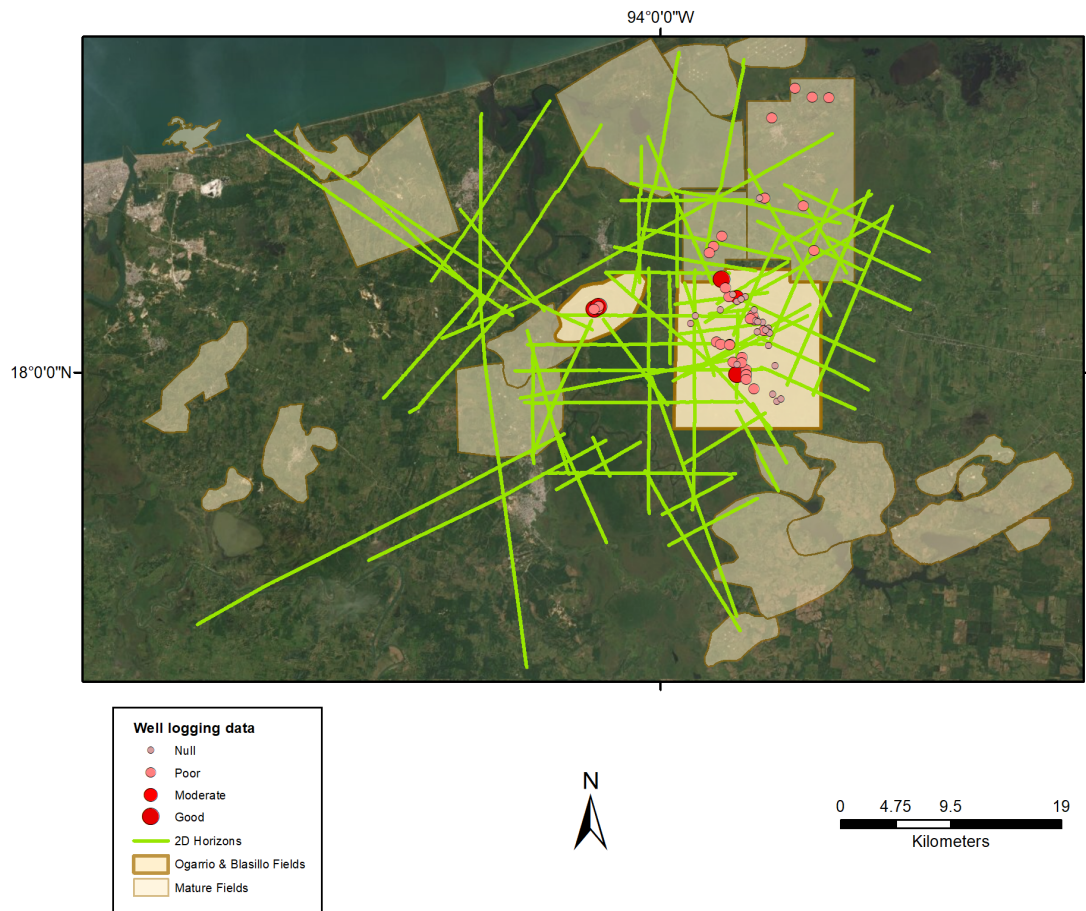 94°0'0"W
18°0'0"N
Well logging data
Null
Poor
Moderate
Good
2D Horizons
Ogarrio & Blasillo Fields
Mature Fields
N
0 4.75 9.5 19
Kilometers